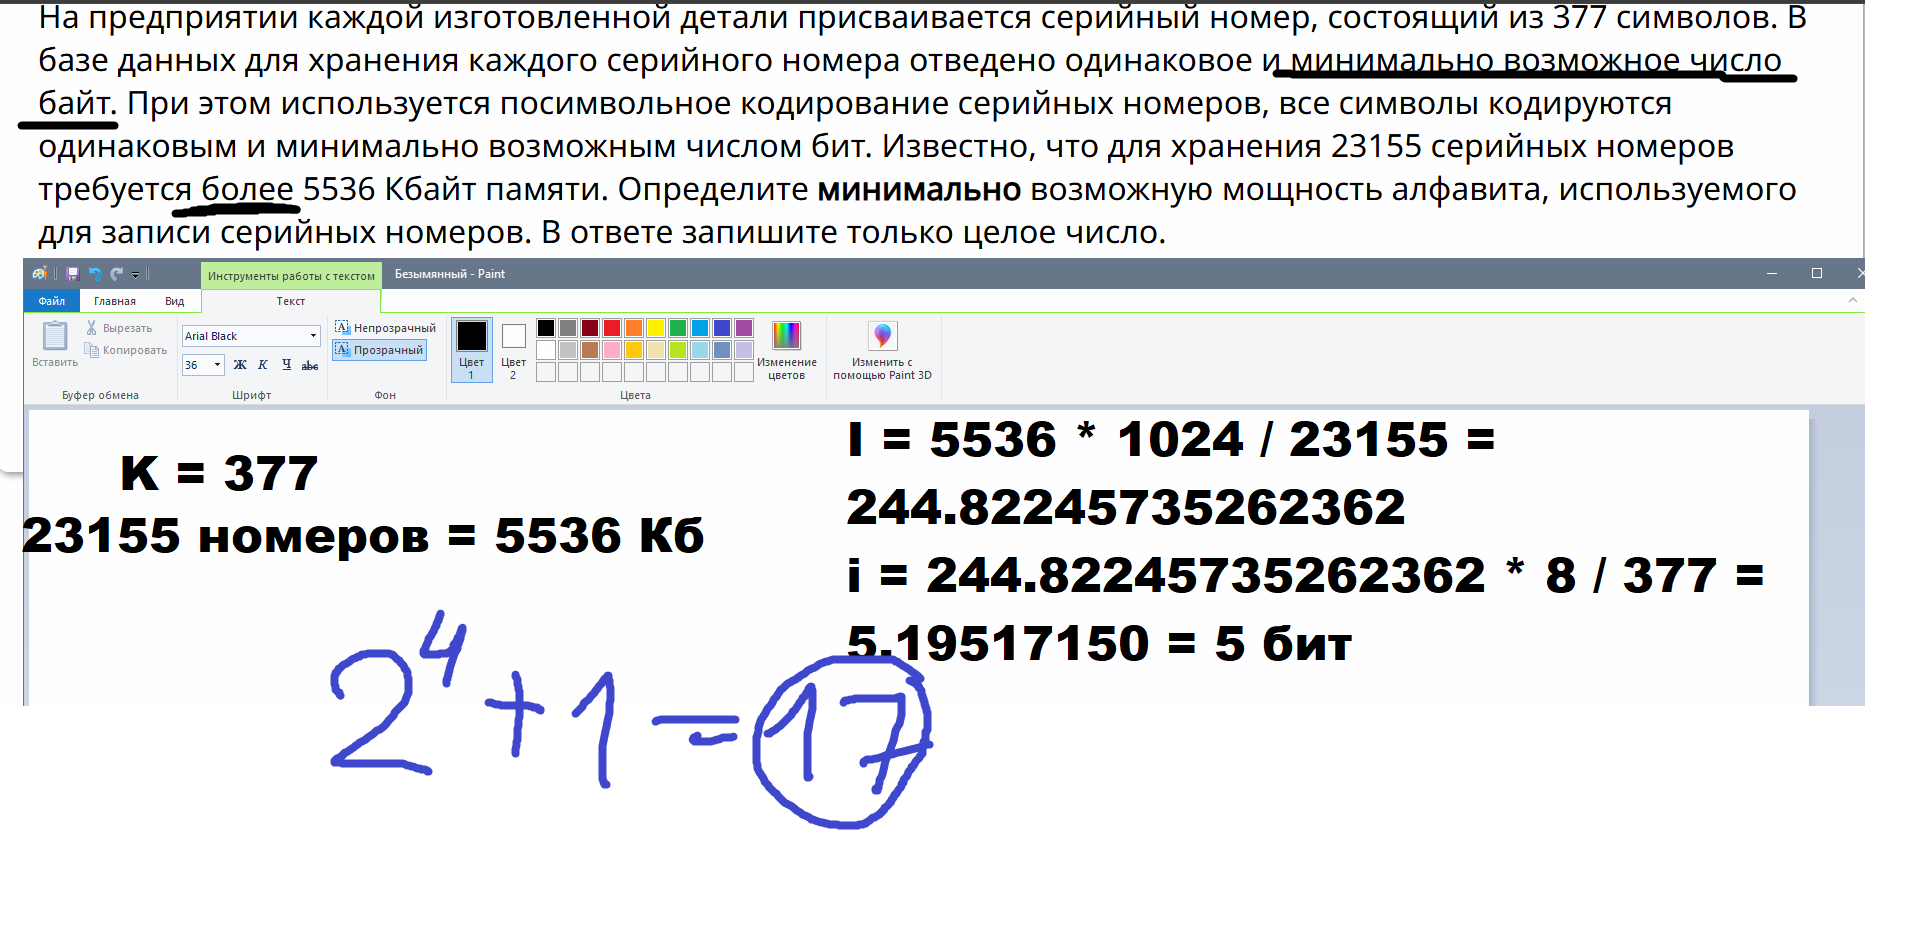 На предприятии каждой изготовленной детали присваивается серийный номер, состоящий из 377 символов. В
базе данных для хранения каждого серийного номера отведено одинаковое и минимально возможное число
байт. При этом используется посимвольное кодирование серийных номеров, все символы кодируются
одинаковым и минимально возможным числом бит. Известно, что для хранения 23155 серийных номеров
требуется более 5536 Кбайт памяти. Определите минимально возможную мощность алфавита, используемого
для записи серийных номеров. В ответе запишите только целое число.
Инструменты работы с текстом
Безымянный - Paint
Файл Главная Вид Текст
Вставить
Вырезать
Копировать
Буфер обмена
Arial Black
36 Ж К Ч abc
Шрифт
Непрозрачный
Прозрачный
Фон
Цвет
1
Цвет
2
Цвета
Изменение
цветов
Изменить с
помощью Paint 3D
K = 377
23155 номеров = 5536 Кб
I = 5536 * 1024 / 23155 =
244.82245735262362
i = 244.82245735262362 * 8 / 377 =
5.19517150 = 5 бит
2^4 + 1 = 17